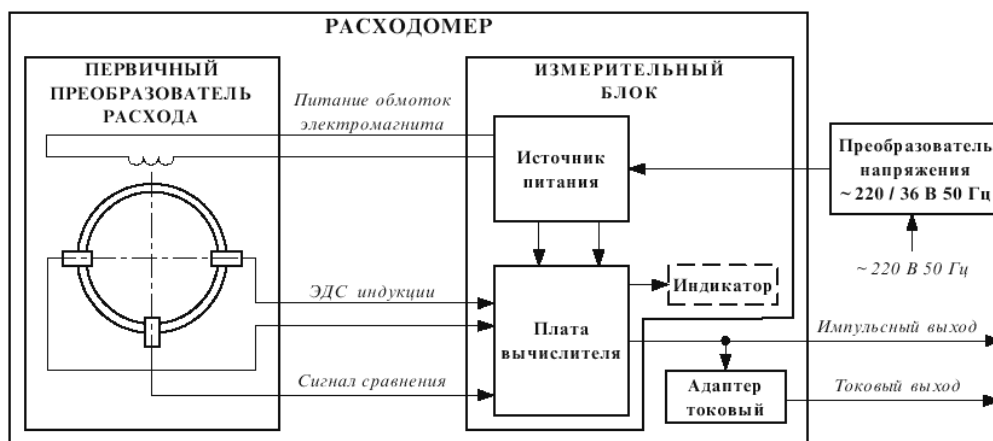 РАСХОДОМЕР
ПЕРВИЧНЫЙ
ПРЕОБРАЗОВАТЕЛЬ
РАСХОДА
Питание обмоток
электромагнита
ИЗМЕРИТЕЛЬНЫЙ
БЛОК
Источник
питания
Преобразователь
напряжения
~ 220 / 36 В 50 Гц
~ 220 В 50 Гц
ЭДС индукции
Индикатор
Плата
вычислителя
Импульсный выход
Сигнал сравнения
Адаптер
токовый
Токовый выход